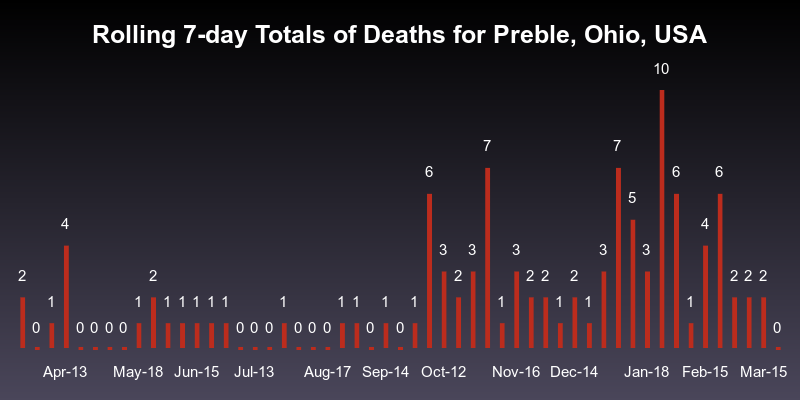 Rolling 7-day Totals of Deaths for Preble, Ohio, USA
2 0 1 4 0 0 0 0 1 2 1 1 1 1 1 0 0 0 1 0 0 0 1 1 0 1 0 1 6 3 2 3 7 1 3 2 2 1 2 1 3 7 5 3 10 6 1 4 6 2 2 2 0
Apr-13 May-18 Jun-15 Jul-13 Aug-17 Sep-14 Oct-12 Nov-16 Dec-14 Jan-18 Feb-15 Mar-15